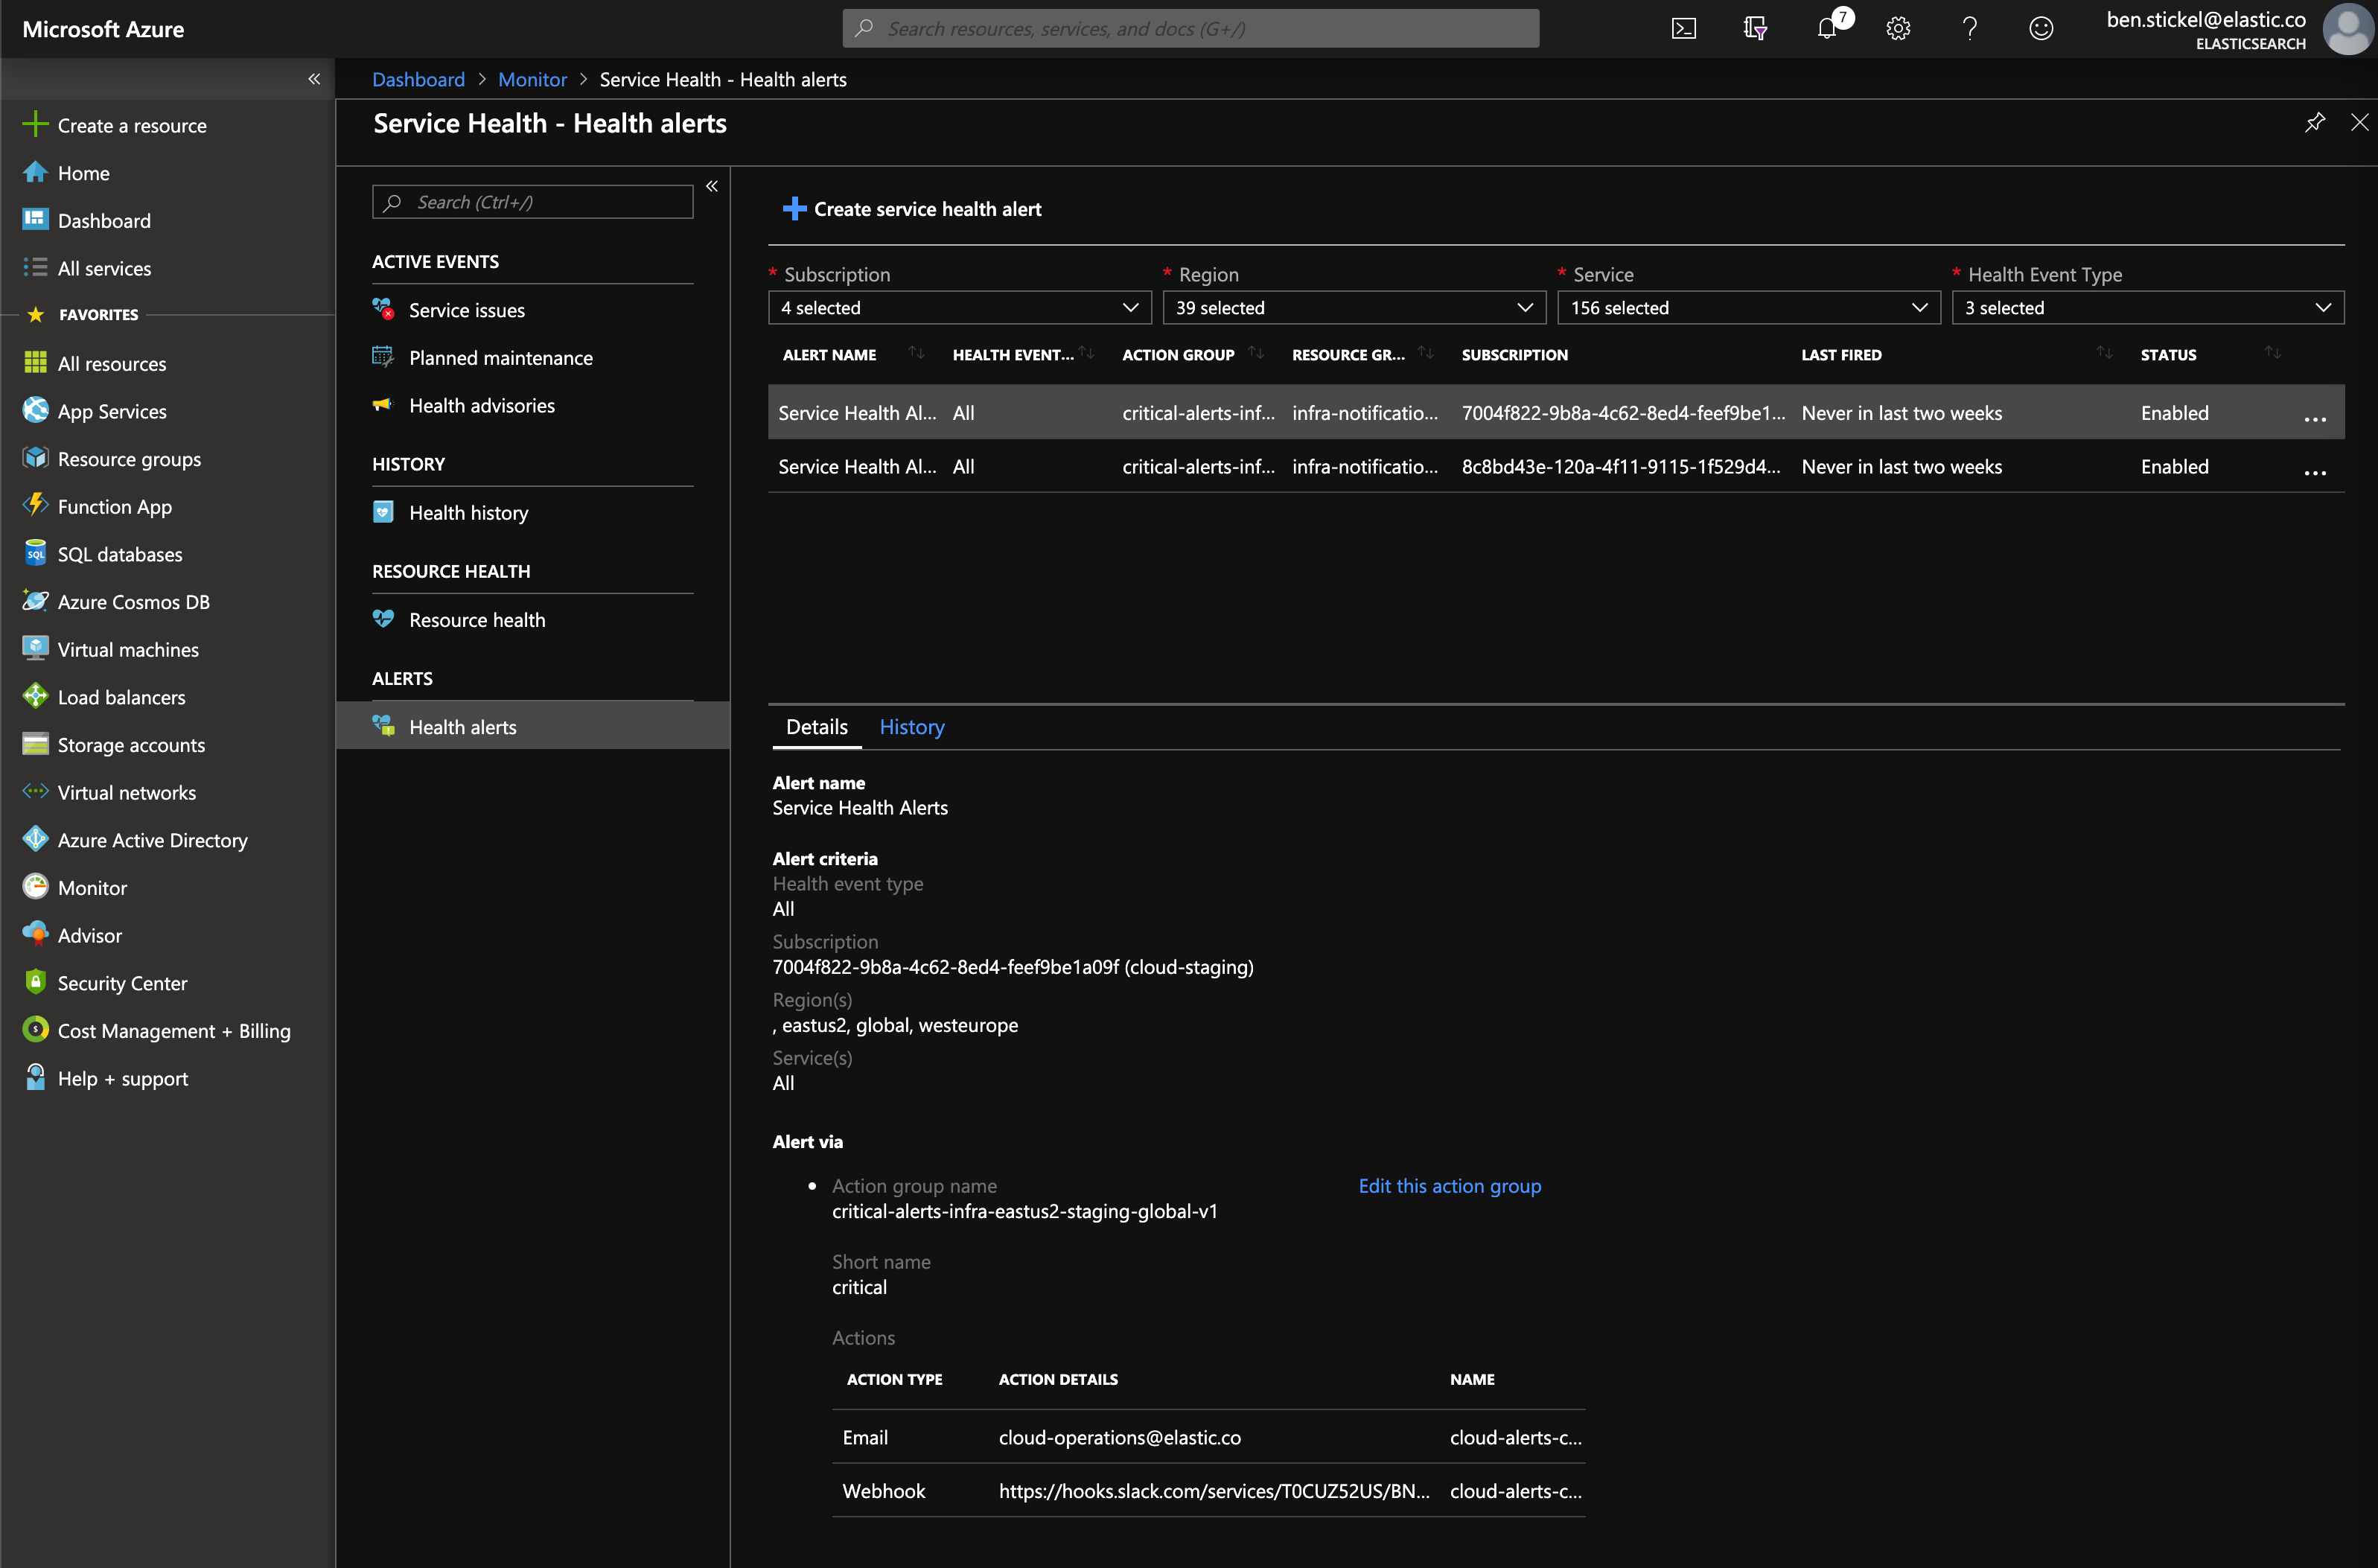 Microsoft Azure
Search resources, services, and docs (G+/)
7
ben.stickel@elastic.co
ELASTICSEARCH
Dashboard > Monitor > Service Health - Health alerts
Service Health - Health alerts
Create a resource
Home
Dashboard
All services
FAVORITES
All resources
App Services
Resource groups
Function App
SQL databases
Azure Cosmos DB
Virtual machines
Load balancers
Storage accounts
Virtual networks
Azure Active Directory
Monitor
Advisor
Security Center
Cost Management + Billing
Help + support
Search (Ctrl+/)
ACTIVE EVENTS
Service issues
Planned maintenance
Health advisories
HISTORY
Health history
RESOURCE HEALTH
Resource health
ALERTS
Health alerts
Create service health alert
* Subscription * Region * Service * Health Event Type
4 selected 39 selected 156 selected 3 selected
ALERT NAME HEALTH EVENT... ACTION GROUP RESOURCE GR... SUBSCRIPTION LAST FIRED STATUS
Service Health Al... All critical-alerts-inf... infra-notificatio... 7004f822-9b8a-4c62-8ed4-feef9be1... Never in last two weeks Enabled ...
Service Health Al... All critical-alerts-inf... infra-notificatio... 8c8bd43e-120a-4f11-9115-1f529d4... Never in last two weeks Enabled ...
Details History
Alert name
Service Health Alerts
Alert criteria
Health event type
All
Subscription
7004f822-9b8a-4c62-8ed4-feef9be1a09f (cloud-staging)
Region(s)
, eastus2, global, westeurope
Service(s)
All
Alert via
• Action group name Edit this action group
critical-alerts-infra-eastus2-staging-global-v1
Short name
critical
Actions
ACTION TYPE ACTION DETAILS NAME
Email cloud-operations@elastic.co cloud-alerts-c...
Webhook https://hooks.slack.com/services/T0CUZ52US/BN... cloud-alerts-c...